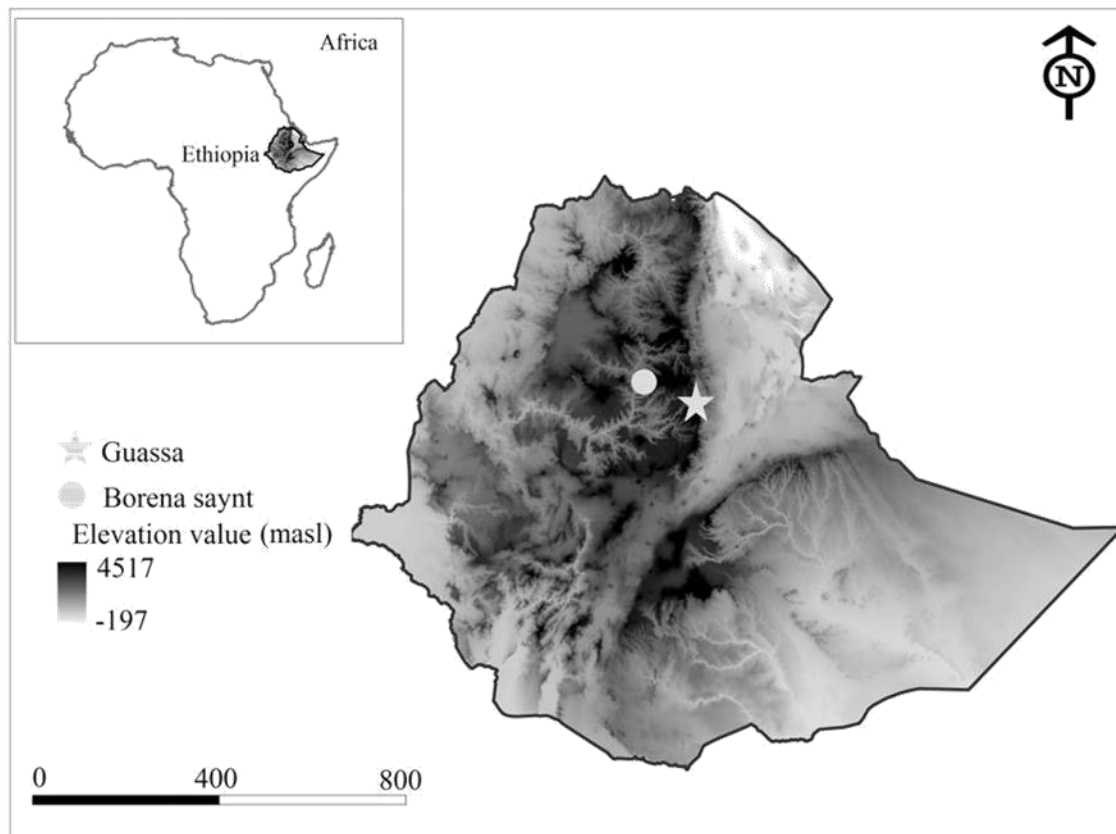 Africa
Ethiopia
N
Guassa
Borena saynt
Elevation value (masl)
4517
-197
0 400 800